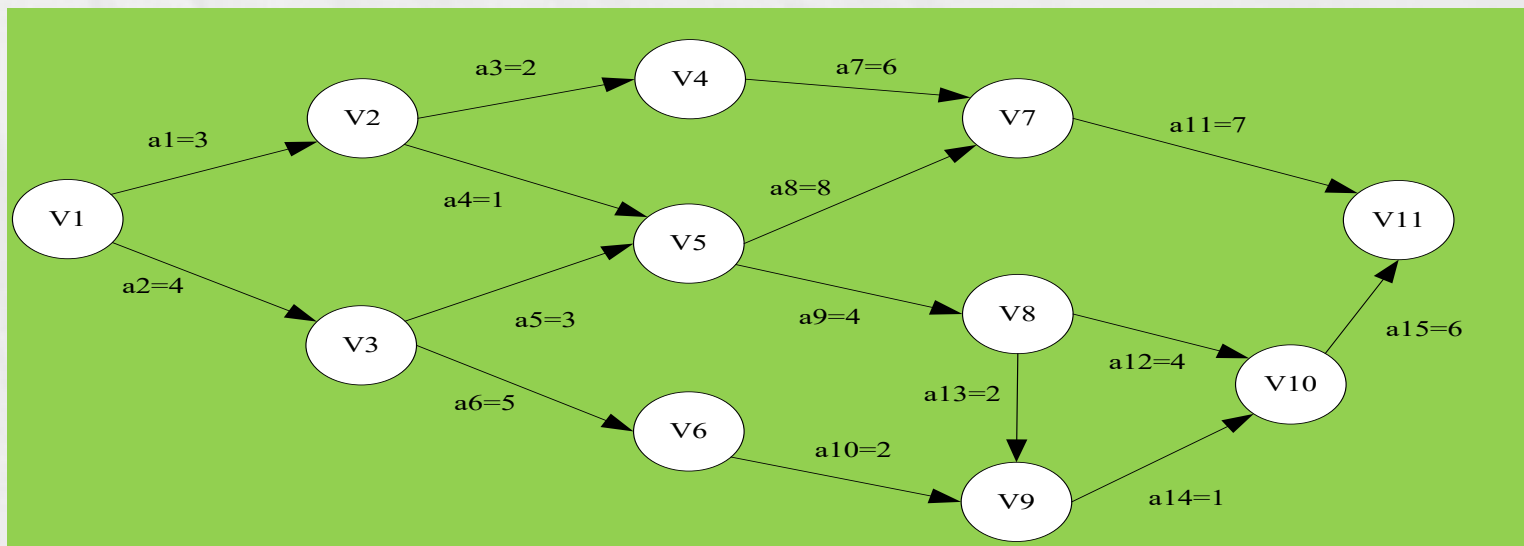 V4
a3=2
a7=6
V2
V7
a1=3
a11=7
a8=8
a4=1
V1
V11
V5
a2=4
a5=3
a9=4
V8
a15=6
V3
a12=4
V10
a13=2
a6=5
V6
a10=2
a14=1
V9